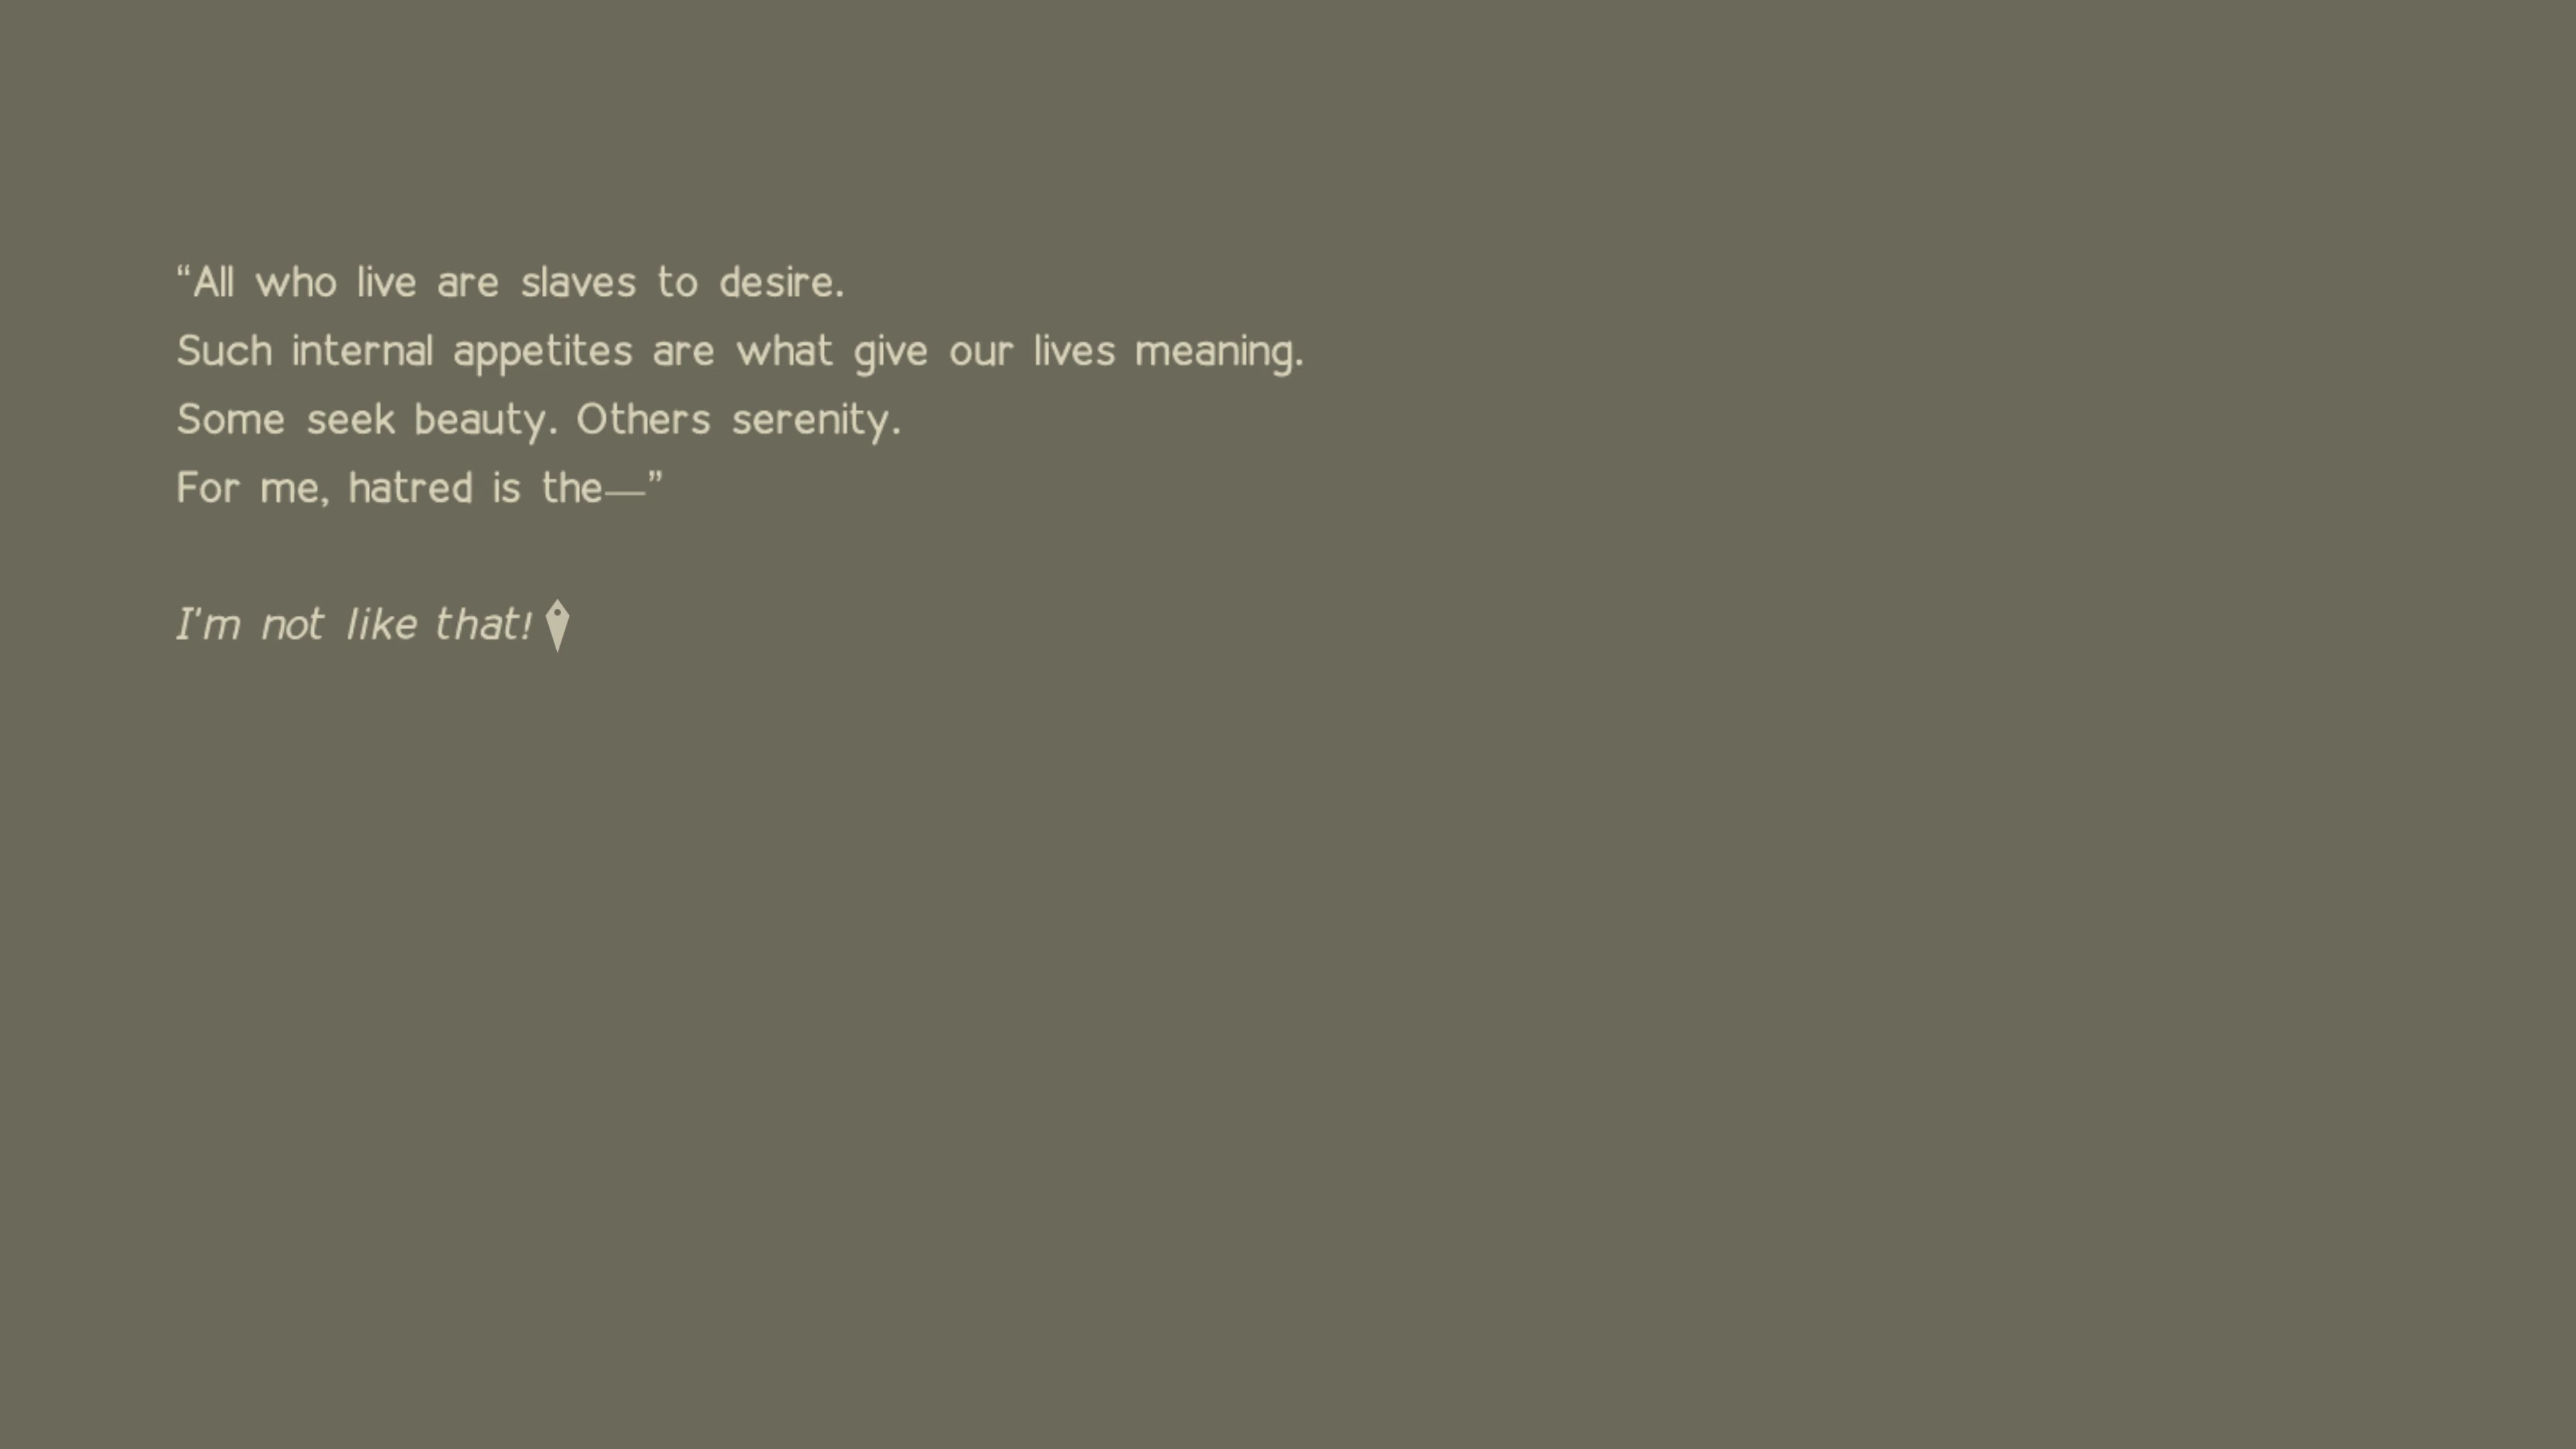 “All who live are slaves to desire.
Such internal appetites are what give our lives meaning.
Some seek beauty. Others serenity.
For me, hatred is the—”
I'm not like that!